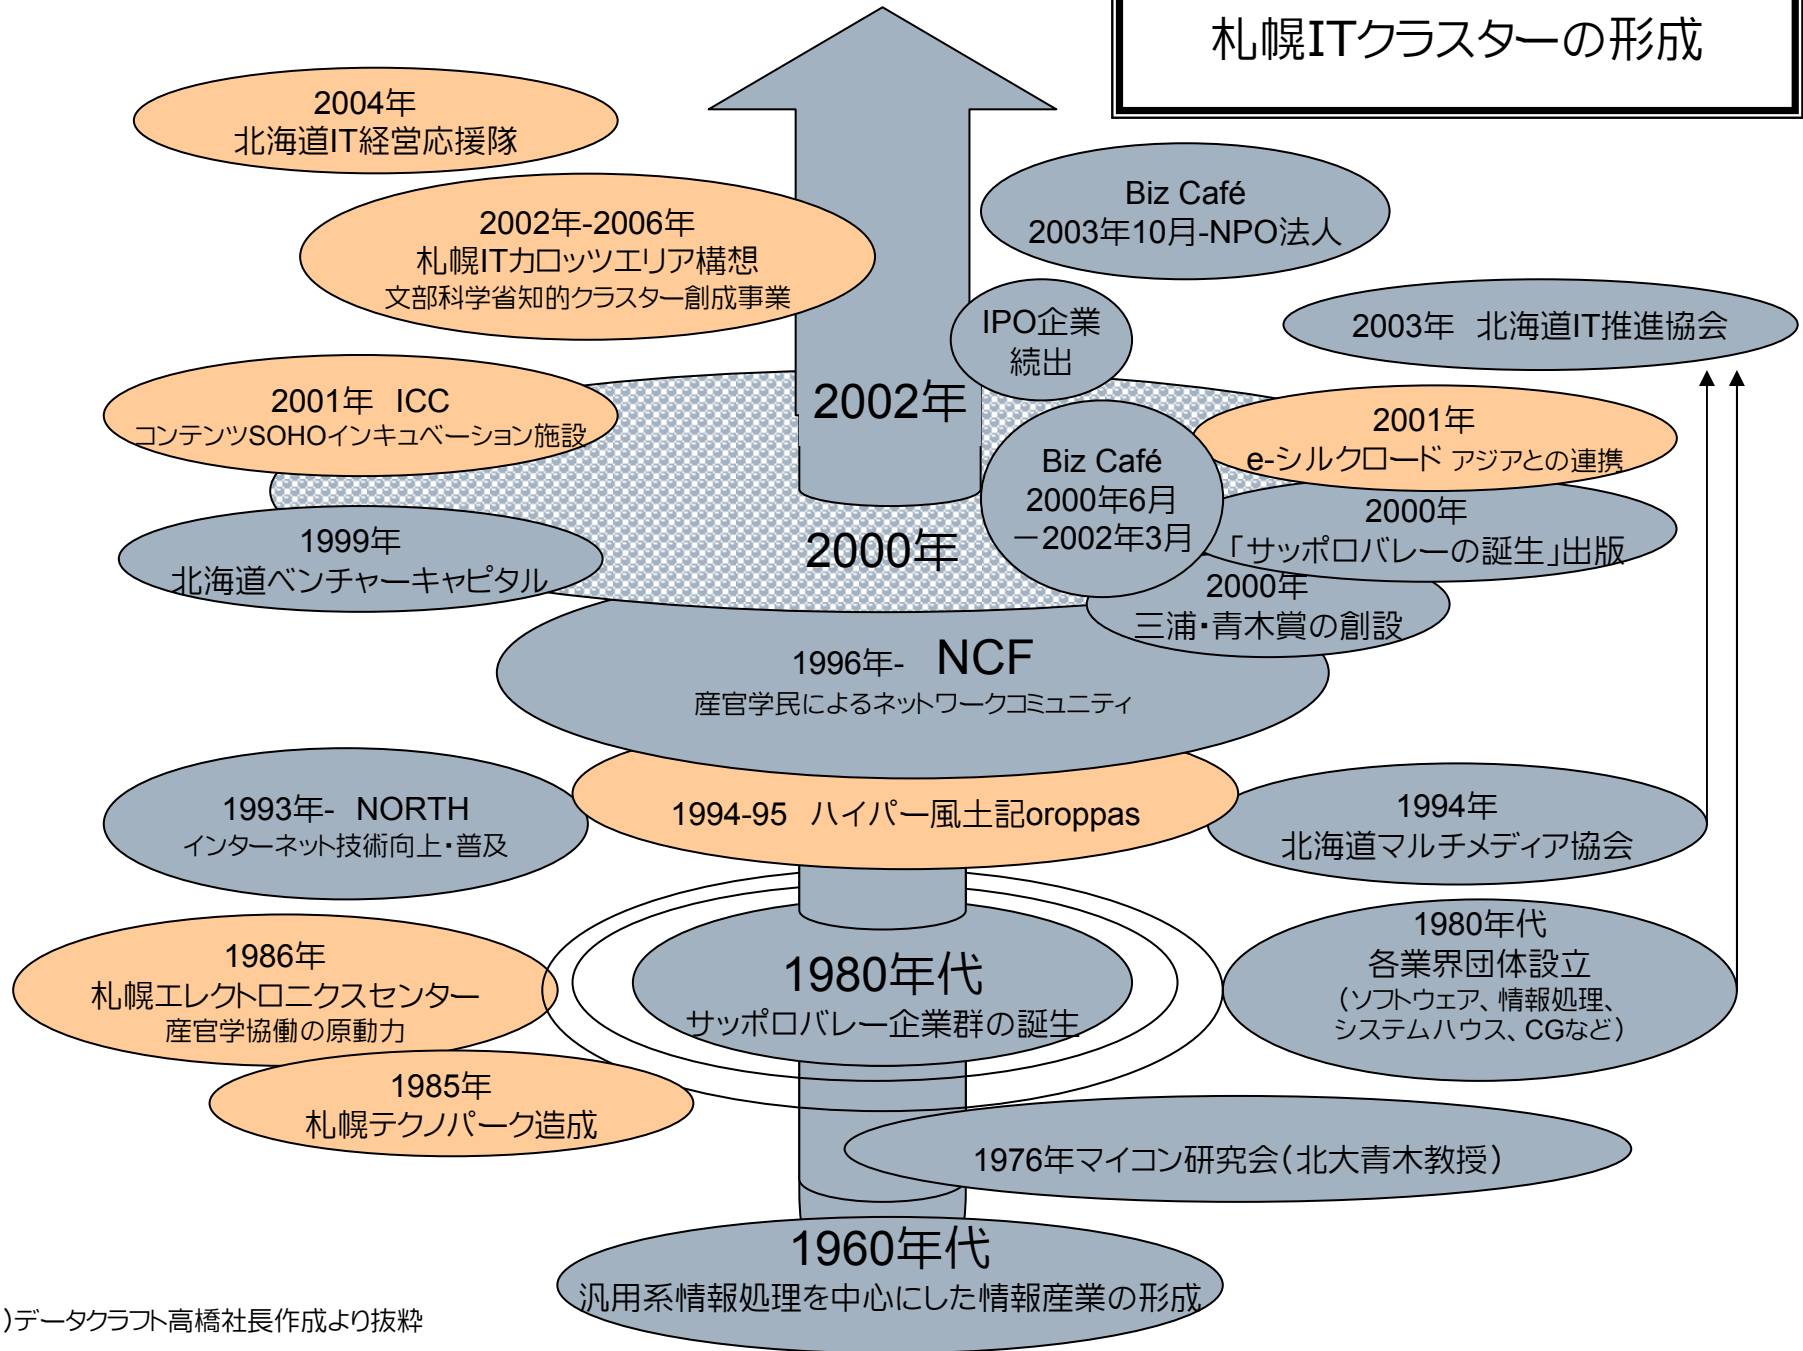 札幌ITクラスターの形成
2004年
北海道IT経営応援隊
2002年-2006年
札幌ITカロッツエリア構想
文部科学省知的クラスター創成事業
Biz Café
2003年10月-NPO法人
IPO企業
続出
2003年　北海道IT推進協会
2002年
2001年　ICC
コンテンツSOHOインキュベーション施設
2001年
e-シルクロード アジアとの連携
Biz Café
2000年6月
－2002年3月
2000年
「サッポロバレーの誕生」出版
2000年
1999年
北海道ベンチャーキャピタル
2000年
三浦・青木賞の創設
1996年-　NCF
産官学民によるネットワークコミュニティ
1993年-　NORTH
インターネット技術向上・普及
1994-95　ハイパー風土記oroppas
1994年
北海道マルチメディア協会
1986年
札幌エレクトロニクスセンター
産官学協働の原動力
1980年代
サッポロバレー企業群の誕生
1980年代
各業界団体設立
（ソフトウェア、情報処理、
システムハウス、CGなど）
1985年
札幌テクノパーク造成
1976年マイコン研究会（北大青木教授）
1960年代
汎用系情報処理を中心にした情報産業の形成
）データクラフト高橋社長作成より抜粋